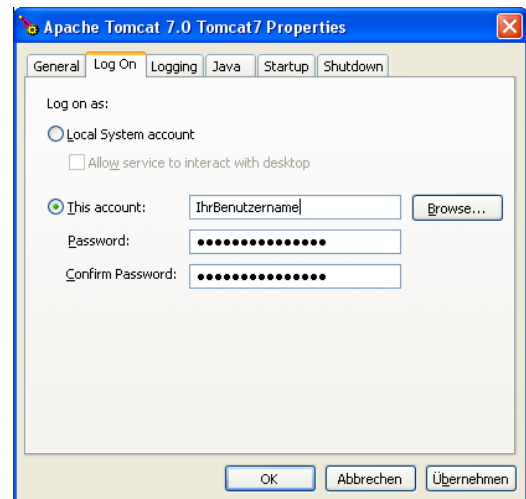 Apache Tomcat 7.0 Tomcat7 Properties
General Log On Logging Java Startup Shutdown
Log on as:
Local System account
Allow service to interact with desktop
This account: IhrBenutzername Browse...
Password: ●●●●●●●●●●●●●●●
Confirm Password: ●●●●●●●●●●●●●●●
OK Abbrechen Übernehmen